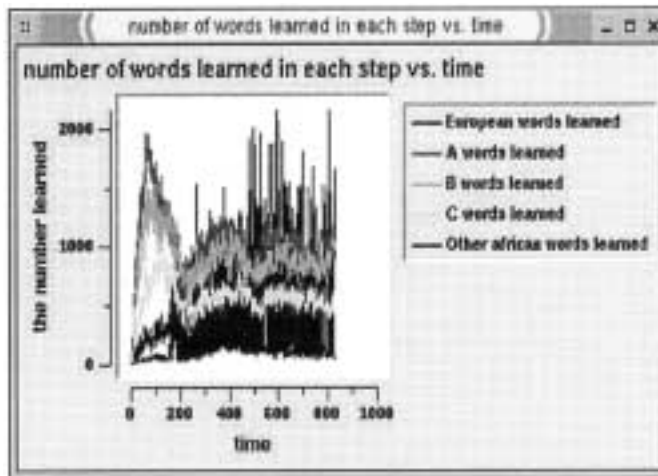 number of words learned in each step vs. time
number of words learned in each step vs. time
the number learned
2000
1000
0
0 200 400 600 800 1000
time
European words learned
A words learned
B words learned
C words learned
Other african words learned